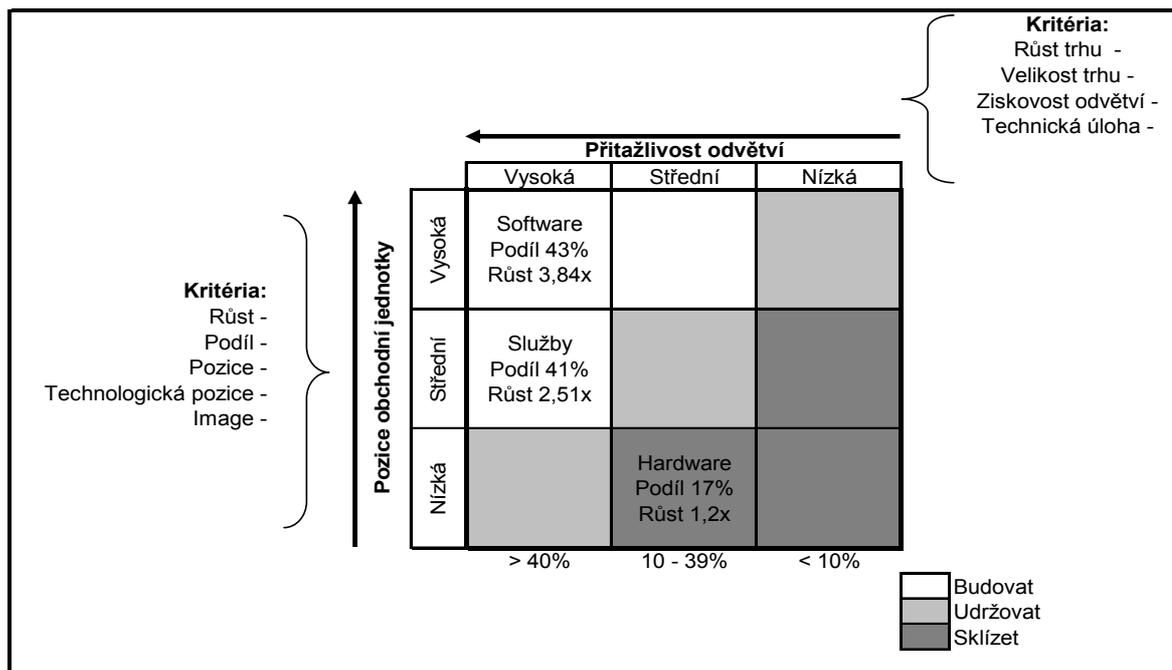 Kritéria:
Růst trhu -
Velikost trhu -
Ziskovost odvětví -
Technická úloha -
Přitažlivost odvětví
Vysoká
Střední
Nízká
Kritéria:
Růst -
Podíl -
Pozice -
Technologická pozice -
Image -
Pozice obchodní jednotky
Vysoká
Software
Podíl 43%
Růst 3,84x
Střední
Služby
Podíl 41%
Růst 2,51x
Nízká
Hardware
Podíl 17%
Růst 1,2x
> 40%
10 - 39%
< 10%
Budovat
Udržovat
Sklízet